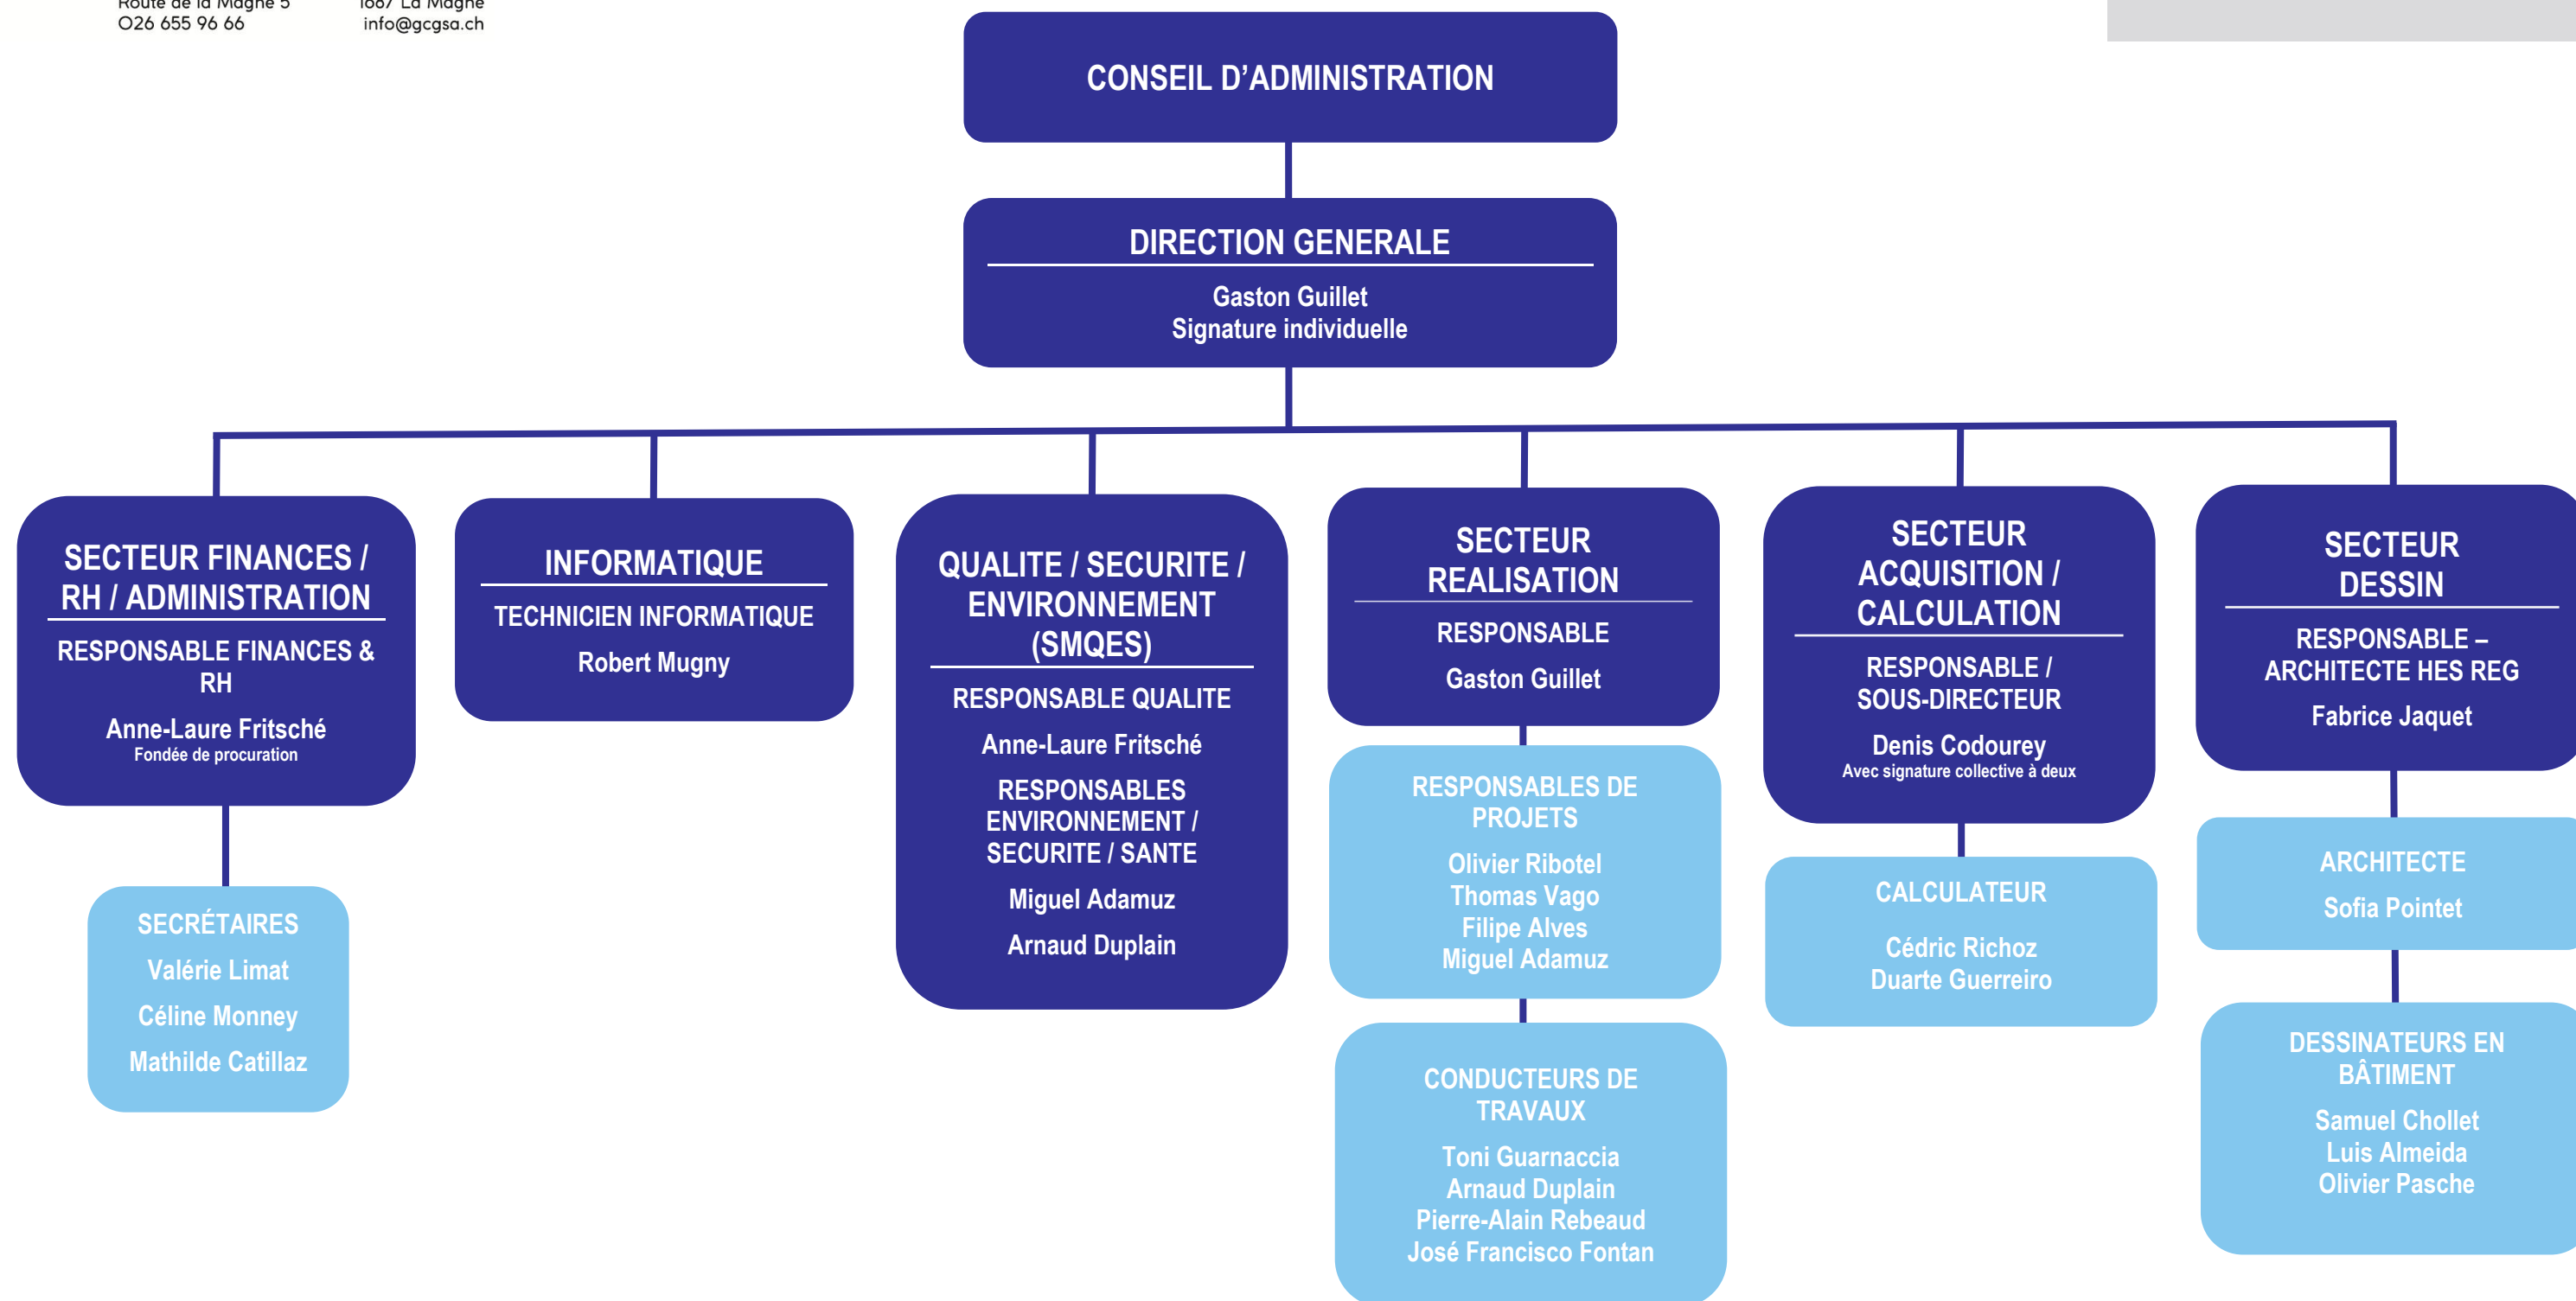 Route de la Magne 5
1687 La Magne
O26 655 96 66
info@gcgsa.ch
CONSEIL D’ADMINISTRATION
DIRECTION GENERALE
Gaston Guillet
Signature individuelle
SECTEUR FINANCES /
RH / ADMINISTRATION
RESPONSABLE FINANCES &
RH
Anne-Laure Fritsché
Fondée de procuration
SECRÉTAIRES
Valérie Limat
Céline Monney
Mathilde Catillaz
INFORMATIQUE
TECHNICIEN INFORMATIQUE
Robert Mugny
QUALITE / SECURITE /
ENVIRONNEMENT
(SMQES)
RESPONSABLE QUALITE
Anne-Laure Fritsché
RESPONSABLES
ENVIRONNEMENT /
SECURITE / SANTE
Miguel Adamuz
Arnaud Duplain
SECTEUR
REALISATION
RESPONSABLE
Gaston Guillet
RESPONSABLES DE
PROJETS
Olivier Ribotel
Thomas Vago
Filipe Alves
Miguel Adamuz
CONDUCTEURS DE
TRAVAUX
Toni Guarnaccia
Arnaud Duplain
Pierre-Alain Rebeaud
José Francisco Fontan
SECTEUR
ACQUISITION /
CALCULATION
RESPONSABLE /
SOUS-DIRECTEUR
Denis Codourey
Avec signature collective à deux
CALCULATEUR
Cédric Richoz
Duarte Guerreiro
SECTEUR
DESSIN
RESPONSABLE –
ARCHITECTE HES REG
Fabrice Jaquet
ARCHITECTE
Sofia Pointet
DESSINATEURS EN
BÂTIMENT
Samuel Chollet
Luis Almeida
Olivier Pasche